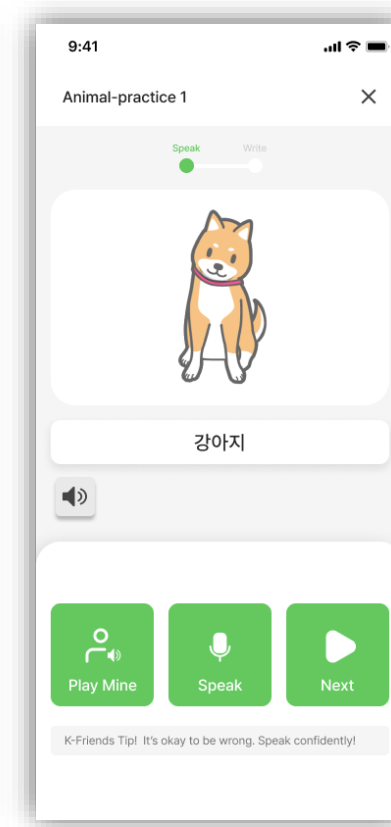 9:41
Animal-practice 1
Speak Write
강아지
Play Mine Speak Next
K-Friends Tip! It's okay to be wrong. Speak confidently!